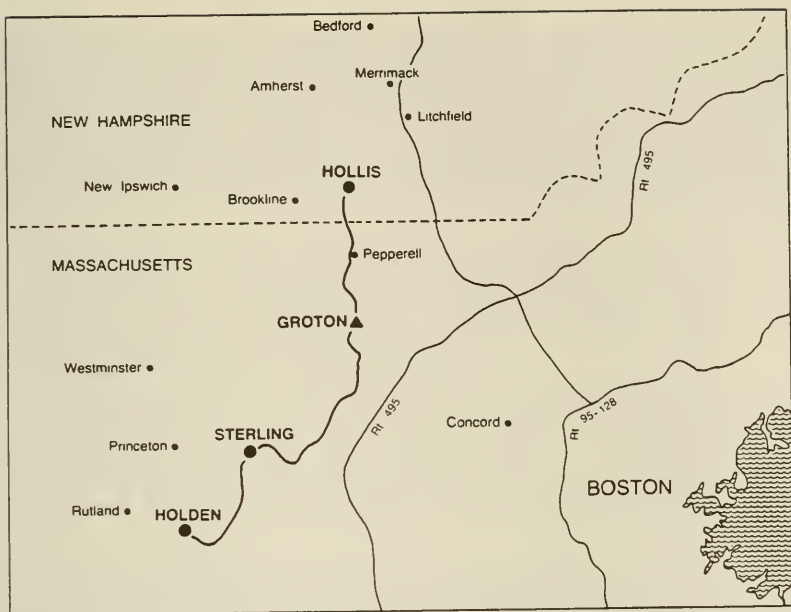 Bedford
Amherst
Merrimack
Litchfield
NEW HAMPSHIRE
HOLLIS
New Ipswich
Brookline
Rt 495
MASSACHUSETTS
Pepperell
GROTON
Westminster
Rt 495
Concord
Rt 95-128
STERLING
Princeton
BOSTON
Rutland
HOLDEN